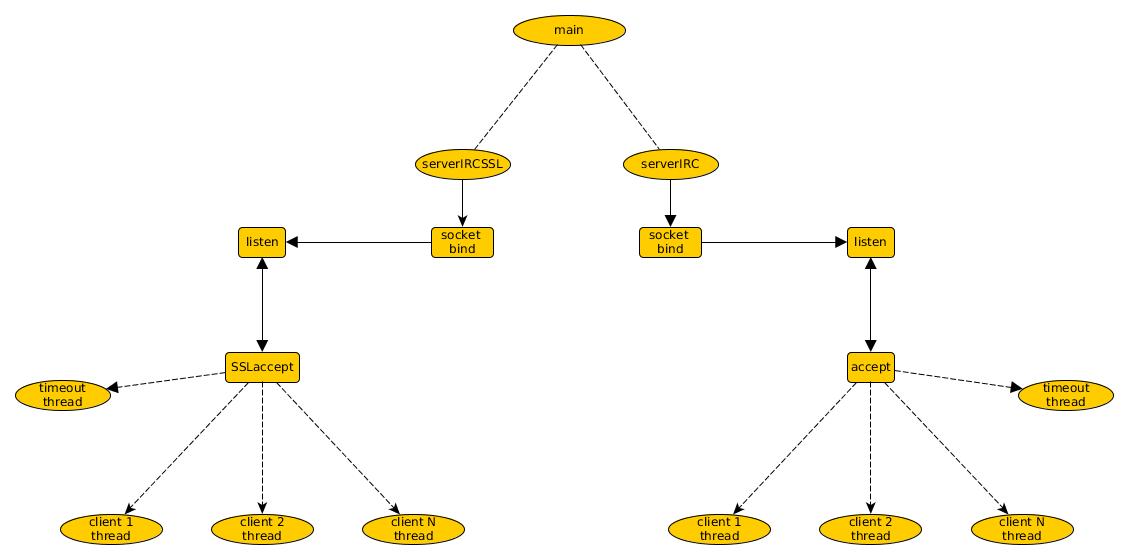 main
serverIRCSSL
serverIRC
listen
socket
bind
socket
bind
listen
SSLaccept
accept
timeout
thread
timeout
thread
client 1
thread
client 2
thread
client N
thread
client 1
thread
client 2
thread
client N
thread